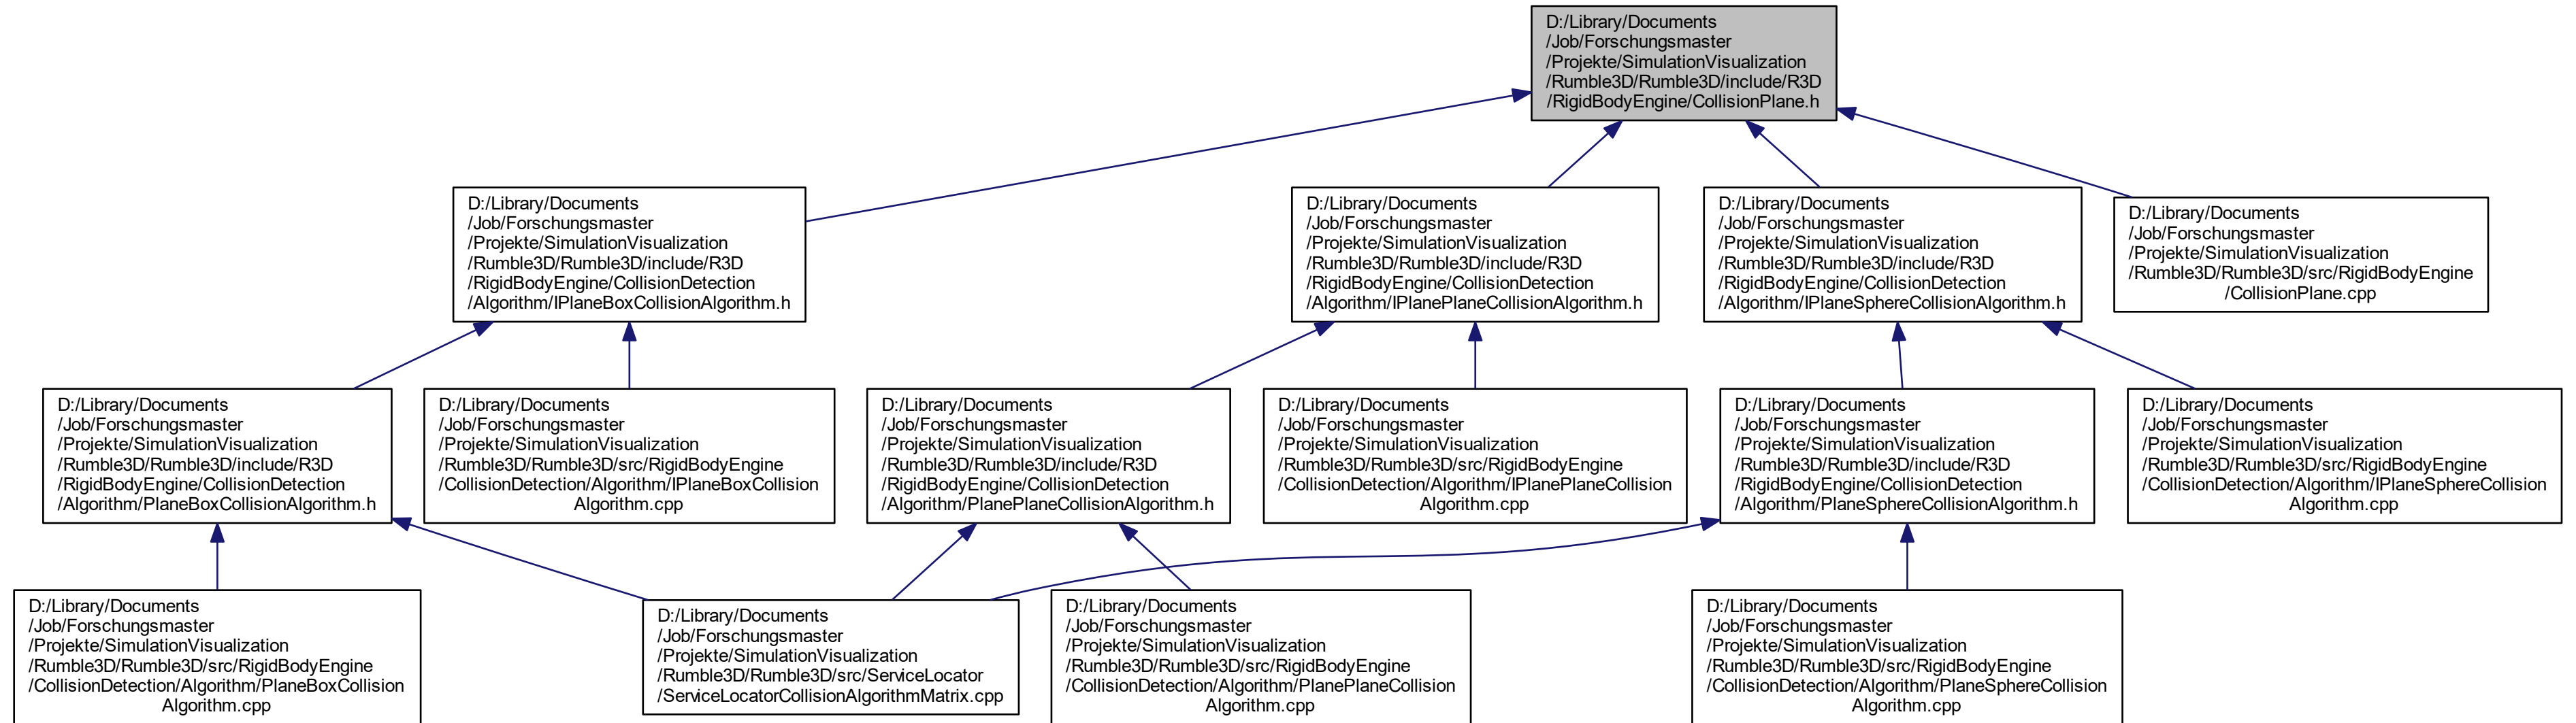 D:/Library/Documents
/Job/Forschungsmaster
/Projekte/SimulationVisualization
/Rumble3D/Rumble3D/include/R3D
/RigidBodyEngine/CollisionPlane.h
D:/Library/Documents
/Job/Forschungsmaster
/Projekte/SimulationVisualization
/Rumble3D/Rumble3D/include/R3D
/RigidBodyEngine/CollisionDetection
/Algorithm/IPlaneBoxCollisionAlgorithm.h
D:/Library/Documents
/Job/Forschungsmaster
/Projekte/SimulationVisualization
/Rumble3D/Rumble3D/include/R3D
/RigidBodyEngine/CollisionDetection
/Algorithm/IPlanePlaneCollisionAlgorithm.h
D:/Library/Documents
/Job/Forschungsmaster
/Projekte/SimulationVisualization
/Rumble3D/Rumble3D/include/R3D
/RigidBodyEngine/CollisionDetection
/Algorithm/IPlaneSphereCollisionAlgorithm.h
D:/Library/Documents
/Job/Forschungsmaster
/Projekte/SimulationVisualization
/Rumble3D/Rumble3D/src/RigidBodyEngine
/CollisionPlane.cpp
D:/Library/Documents
/Job/Forschungsmaster
/Projekte/SimulationVisualization
/Rumble3D/Rumble3D/include/R3D
/RigidBodyEngine/CollisionDetection
/Algorithm/PlaneBoxCollisionAlgorithm.h
D:/Library/Documents
/Job/Forschungsmaster
/Projekte/SimulationVisualization
/Rumble3D/Rumble3D/src/RigidBodyEngine
/CollisionDetection/Algorithm/IPlaneBoxCollision
Algorithm.cpp
D:/Library/Documents
/Job/Forschungsmaster
/Projekte/SimulationVisualization
/Rumble3D/Rumble3D/include/R3D
/RigidBodyEngine/CollisionDetection
/Algorithm/PlanePlaneCollisionAlgorithm.h
D:/Library/Documents
/Job/Forschungsmaster
/Projekte/SimulationVisualization
/Rumble3D/Rumble3D/src/RigidBodyEngine
/CollisionDetection/Algorithm/IPlanePlaneCollision
Algorithm.cpp
D:/Library/Documents
/Job/Forschungsmaster
/Projekte/SimulationVisualization
/Rumble3D/Rumble3D/include/R3D
/RigidBodyEngine/CollisionDetection
/Algorithm/PlaneSphereCollisionAlgorithm.h
D:/Library/Documents
/Job/Forschungsmaster
/Projekte/SimulationVisualization
/Rumble3D/Rumble3D/src/RigidBodyEngine
/CollisionDetection/Algorithm/IPlaneSphereCollision
Algorithm.cpp
D:/Library/Documents
/Job/Forschungsmaster
/Projekte/SimulationVisualization
/Rumble3D/Rumble3D/src/RigidBodyEngine
/CollisionDetection/Algorithm/PlaneBoxCollision
Algorithm.cpp
D:/Library/Documents
/Job/Forschungsmaster
/Projekte/SimulationVisualization
/Rumble3D/Rumble3D/src/ServiceLocator
/ServiceLocatorCollisionAlgorithmMatrix.cpp
D:/Library/Documents
/Job/Forschungsmaster
/Projekte/SimulationVisualization
/Rumble3D/Rumble3D/src/RigidBodyEngine
/CollisionDetection/Algorithm/PlanePlaneCollision
Algorithm.cpp
D:/Library/Documents
/Job/Forschungsmaster
/Projekte/SimulationVisualization
/Rumble3D/Rumble3D/src/RigidBodyEngine
/CollisionDetection/Algorithm/PlaneSphereCollision
Algorithm.cpp